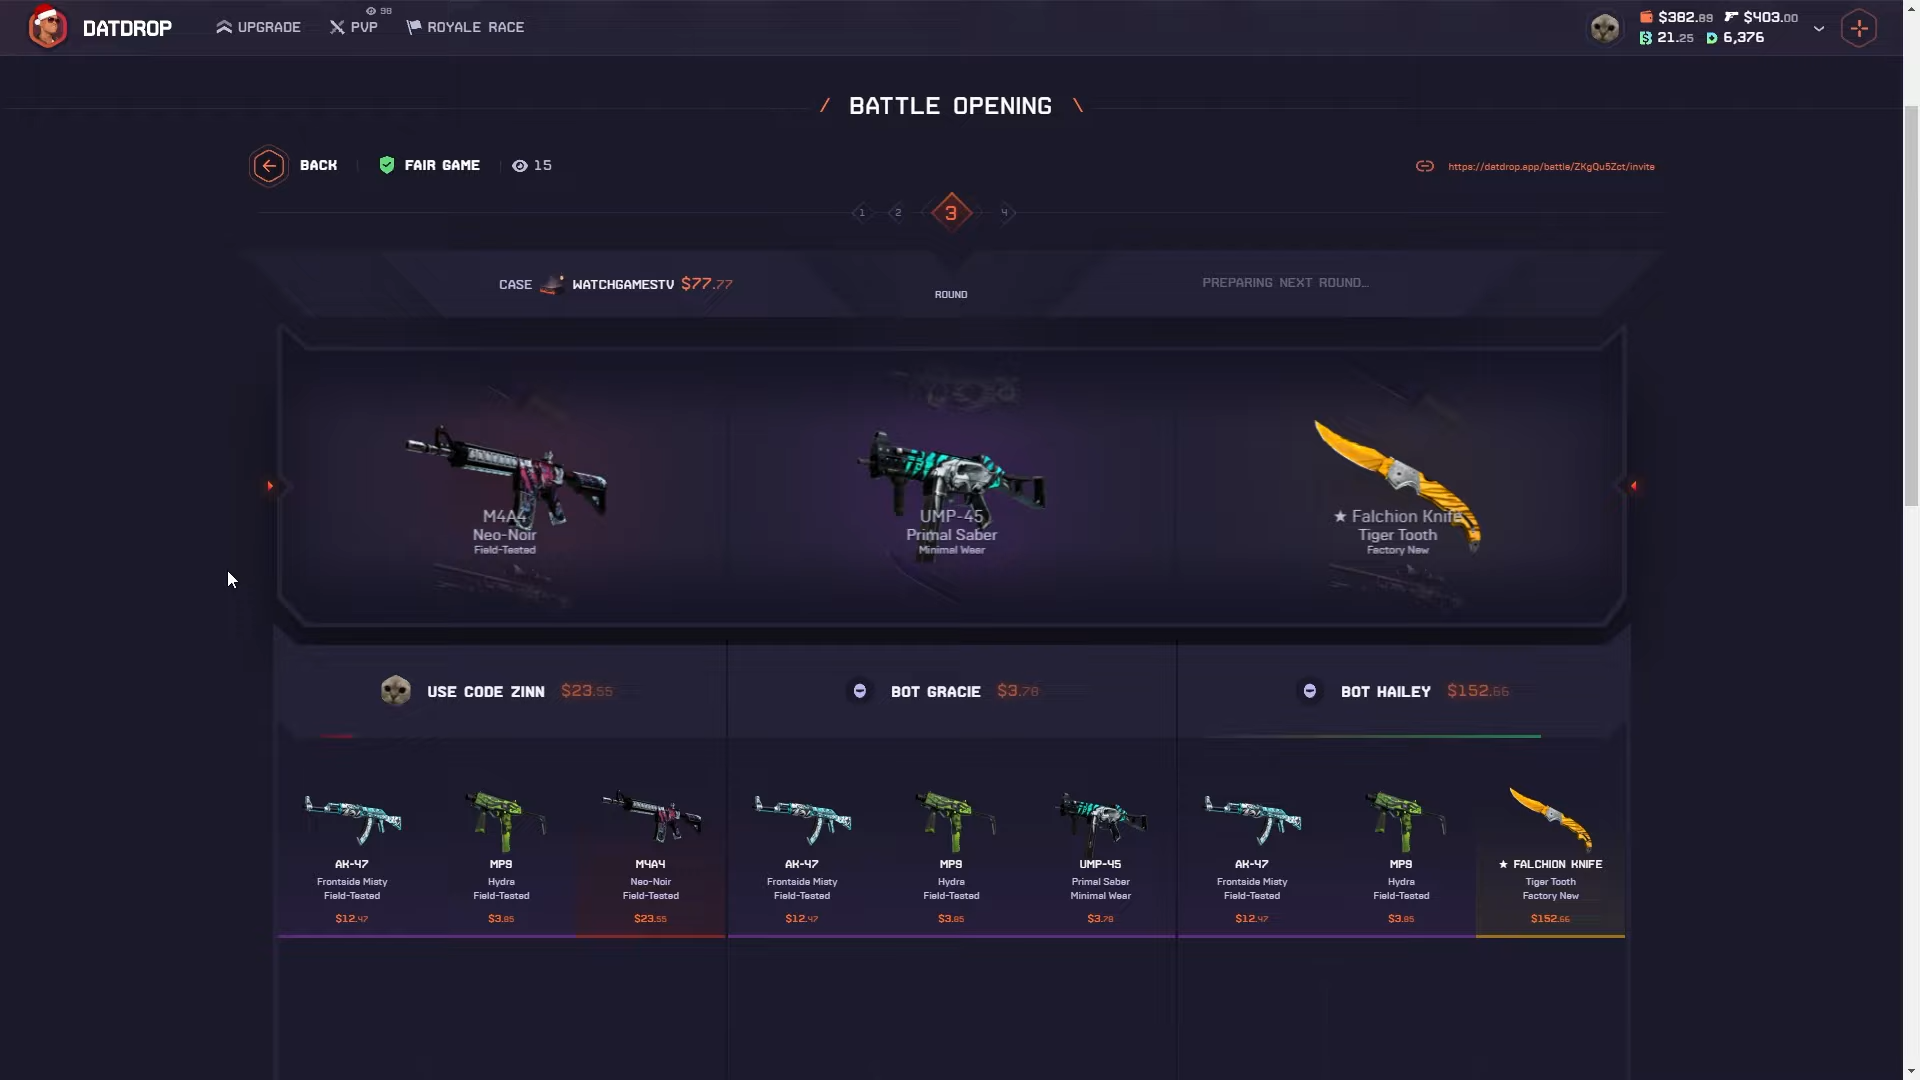 DATDROP
UPGRADE
98
PVP
ROYALE RACE
$382.89 $403.00
21.25 6,376
/ BATTLE OPENING \
BACK
FAIR GAME
15
https://datdrop.app/battle/ZKgQu5Zct/invite
1 2 3 4
CASE WATCHGAMESTV $77.77
ROUND
PREPARING NEXT ROUND...
M4A4
Neo-Noir
Field-Tested
UMP-45
Primal Saber
Minimal Wear
★ Falchion Knife
Tiger Tooth
Factory New
USE CODE ZINN $23.55
BOT GRACIE $3.78
BOT HAILEY $152.66
AK-47
Frontside Misty
Field-Tested
$12.47
MP9
Hydra
Field-Tested
$3.85
M4A4
Neo-Noir
Field-Tested
$23.55
AK-47
Frontside Misty
Field-Tested
$12.47
MP9
Hydra
Field-Tested
$3.85
UMP-45
Primal Saber
Minimal Wear
$3.78
AK-47
Frontside Misty
Field-Tested
$12.47
MP9
Hydra
Field-Tested
$3.85
★ FALCHION KNIFE
Tiger Tooth
Factory New
$152.66